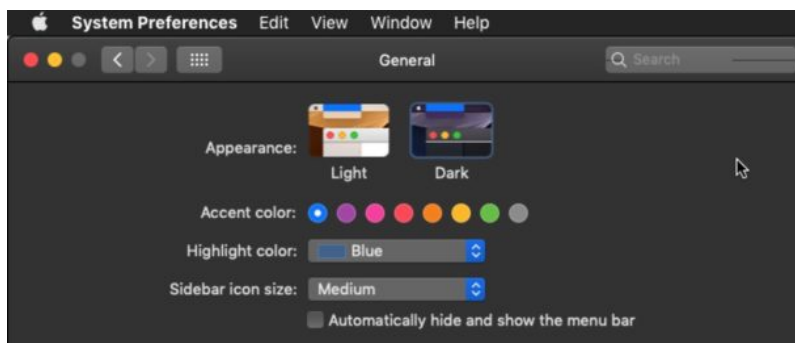 System Preferences Edit View Window Help
General Search
Appearance:
Light Dark
Accent color:
Highlight color: Blue
Sidebar icon size: Medium
Automatically hide and show the menu bar